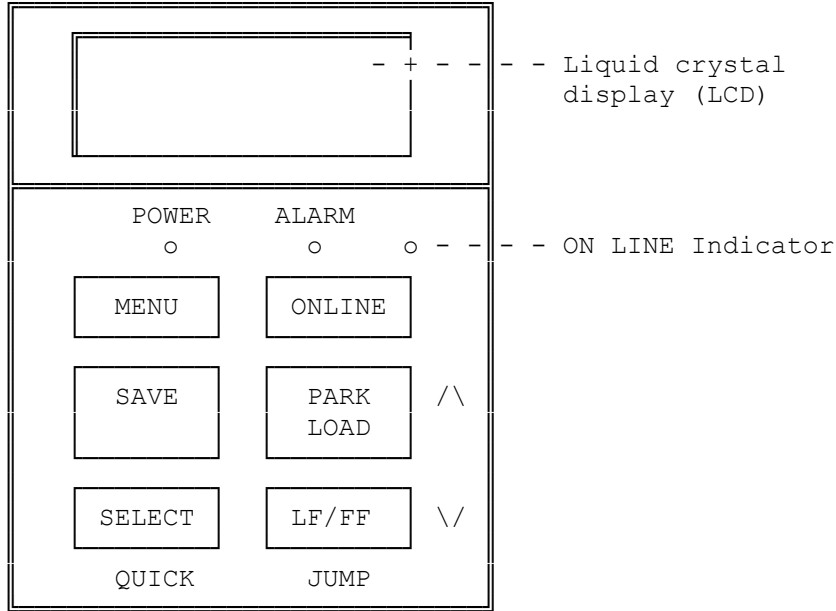 - + - - - - - Liquid crystal
display (LCD)
POWER ALARM
o o o - - - - - ON LINE Indicator
MENU ONLINE
SAVE PARK /\
LOAD
SELECT LF/FF \/
QUICK JUMP